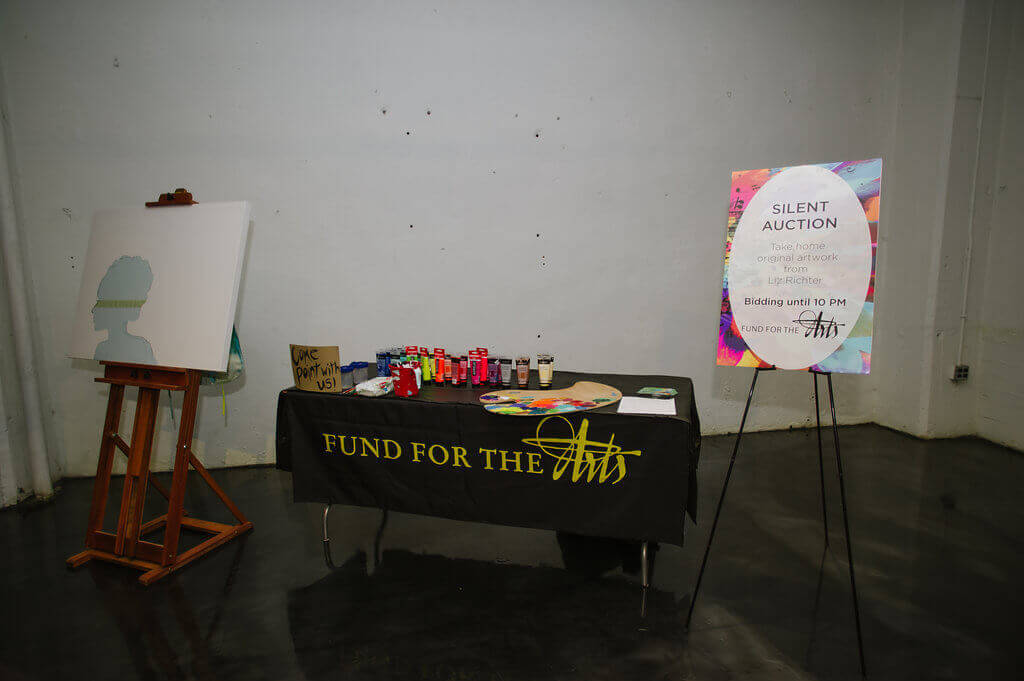 Come
paint with
us!
FUND FOR THE Arts
SILENT
AUCTION
Take home
original artwork
from
Liz Richter
Bidding until 10 PM
FUND FOR THE Arts